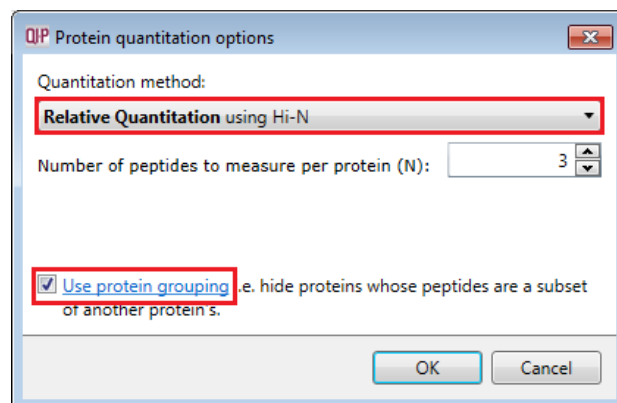 QIP Protein quantitation options
Quantitation method:
Relative Quantitation using Hi-N
Number of peptides to measure per protein (N): 3
Use protein grouping .e. hide proteins whose peptides are a subset
of another protein's.
OK Cancel